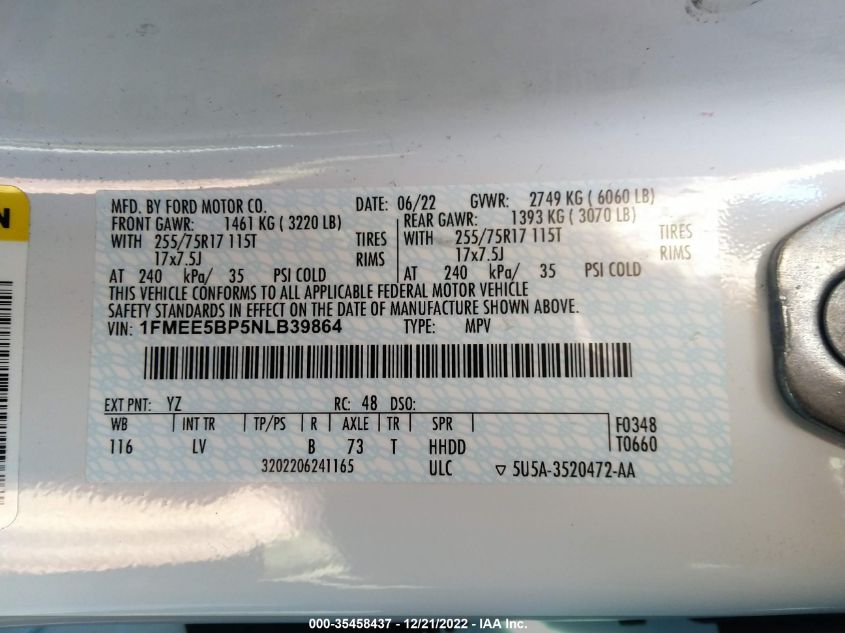 MFD. BY FORD MOTOR CO. DATE: 06/22 GVWR: 2749 KG ( 6060 LB)
FRONT GAWR: 1461 KG ( 3220 LB) REAR GAWR: 1393 KG ( 3070 LB)
WITH 255/75R17 115T TIRES WITH 255/75R17 115T TIRES
17x7.5J RIMS 17x7.5J RIMS
AT 240 kPa/ 35 PSI COLD AT 240 kPa/ 35 PSI COLD
THIS VEHICLE CONFORMS TO ALL APPLICABLE FEDERAL MOTOR VEHICLE
SAFETY STANDARDS IN EFFECT ON THE DATE OF MANUFACTURE SHOWN ABOVE.
VIN: 1FMEE5BP5NLB39864 TYPE: MPV
EXT PNT: YZ RC: 48 DSO:
WB INT TR TP/PS R AXLE TR SPR F0348
116 LV B 73 T HHDD T0660
3202206241165 ULC ▽ 5U5A-3520472-AA
N
000-35458437 - 12/21/2022 - IAA Inc.